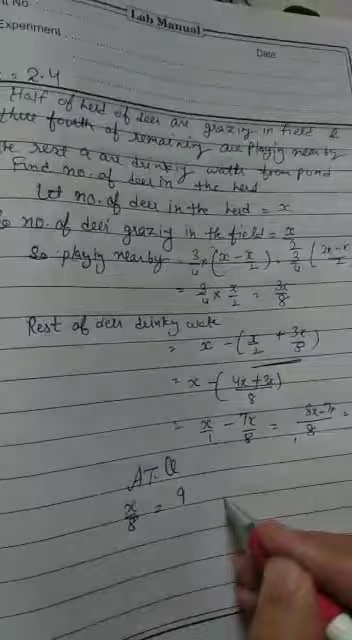 Lab Manual
Experiment
Date
2.4
Half of herd of deer are grazing in field &
three fourth of remaining are playing nearby
The rest 9 are drinking water from pond
Find no. of deer in the herd
Let no. of deer in the herd = x
So no. of deer grazing in the field = x/2
So playing nearby = 3/4 × (x - x/2) = 3/4 (2x - x/2
= 3/4 × x/2 = 3x/8
Rest of deer drinking wate
= x - (x/2 + 3x/8)
= x - (4x + 3x/8)
= x/1 - 7x/8 = 8x - 7x/8 =
A.T.Q
x/8 = 9